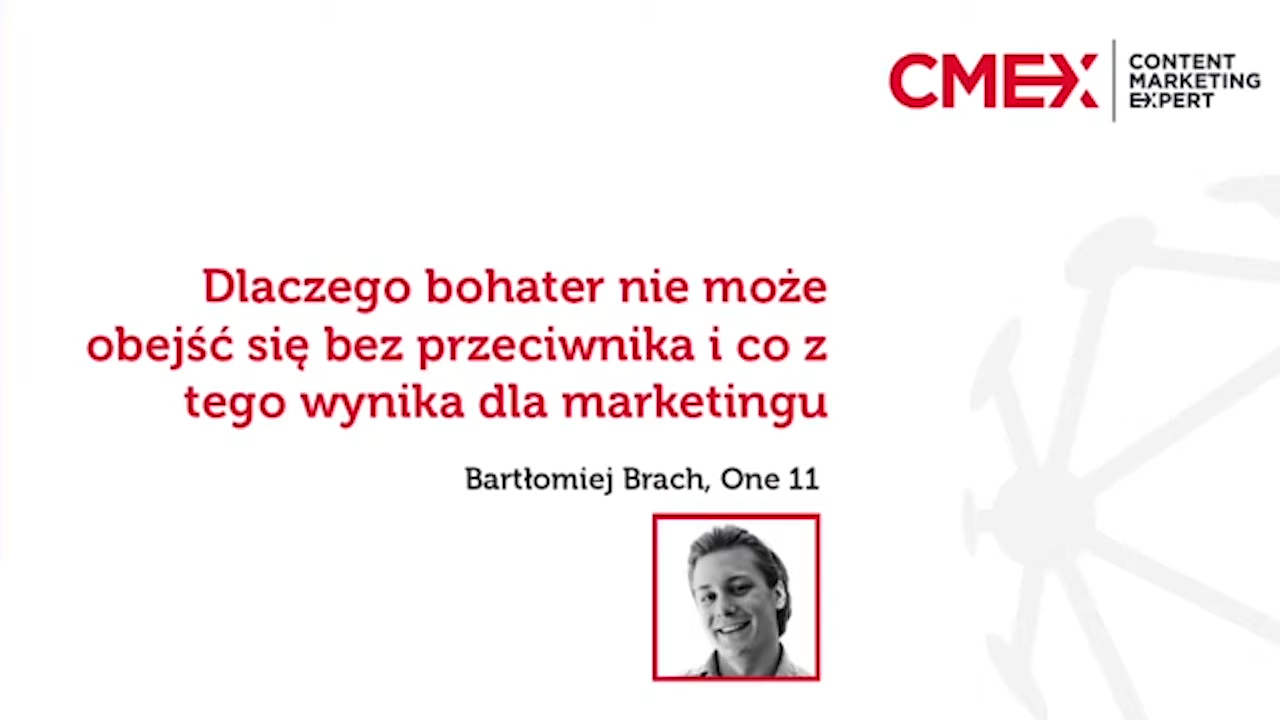 CMEX
CONTENT
MARKETING
EXPERT
Dlaczego bohater nie może
obejść się bez przeciwnika i co z
tego wynika dla marketingu
Bartłomiej Brach, One 11